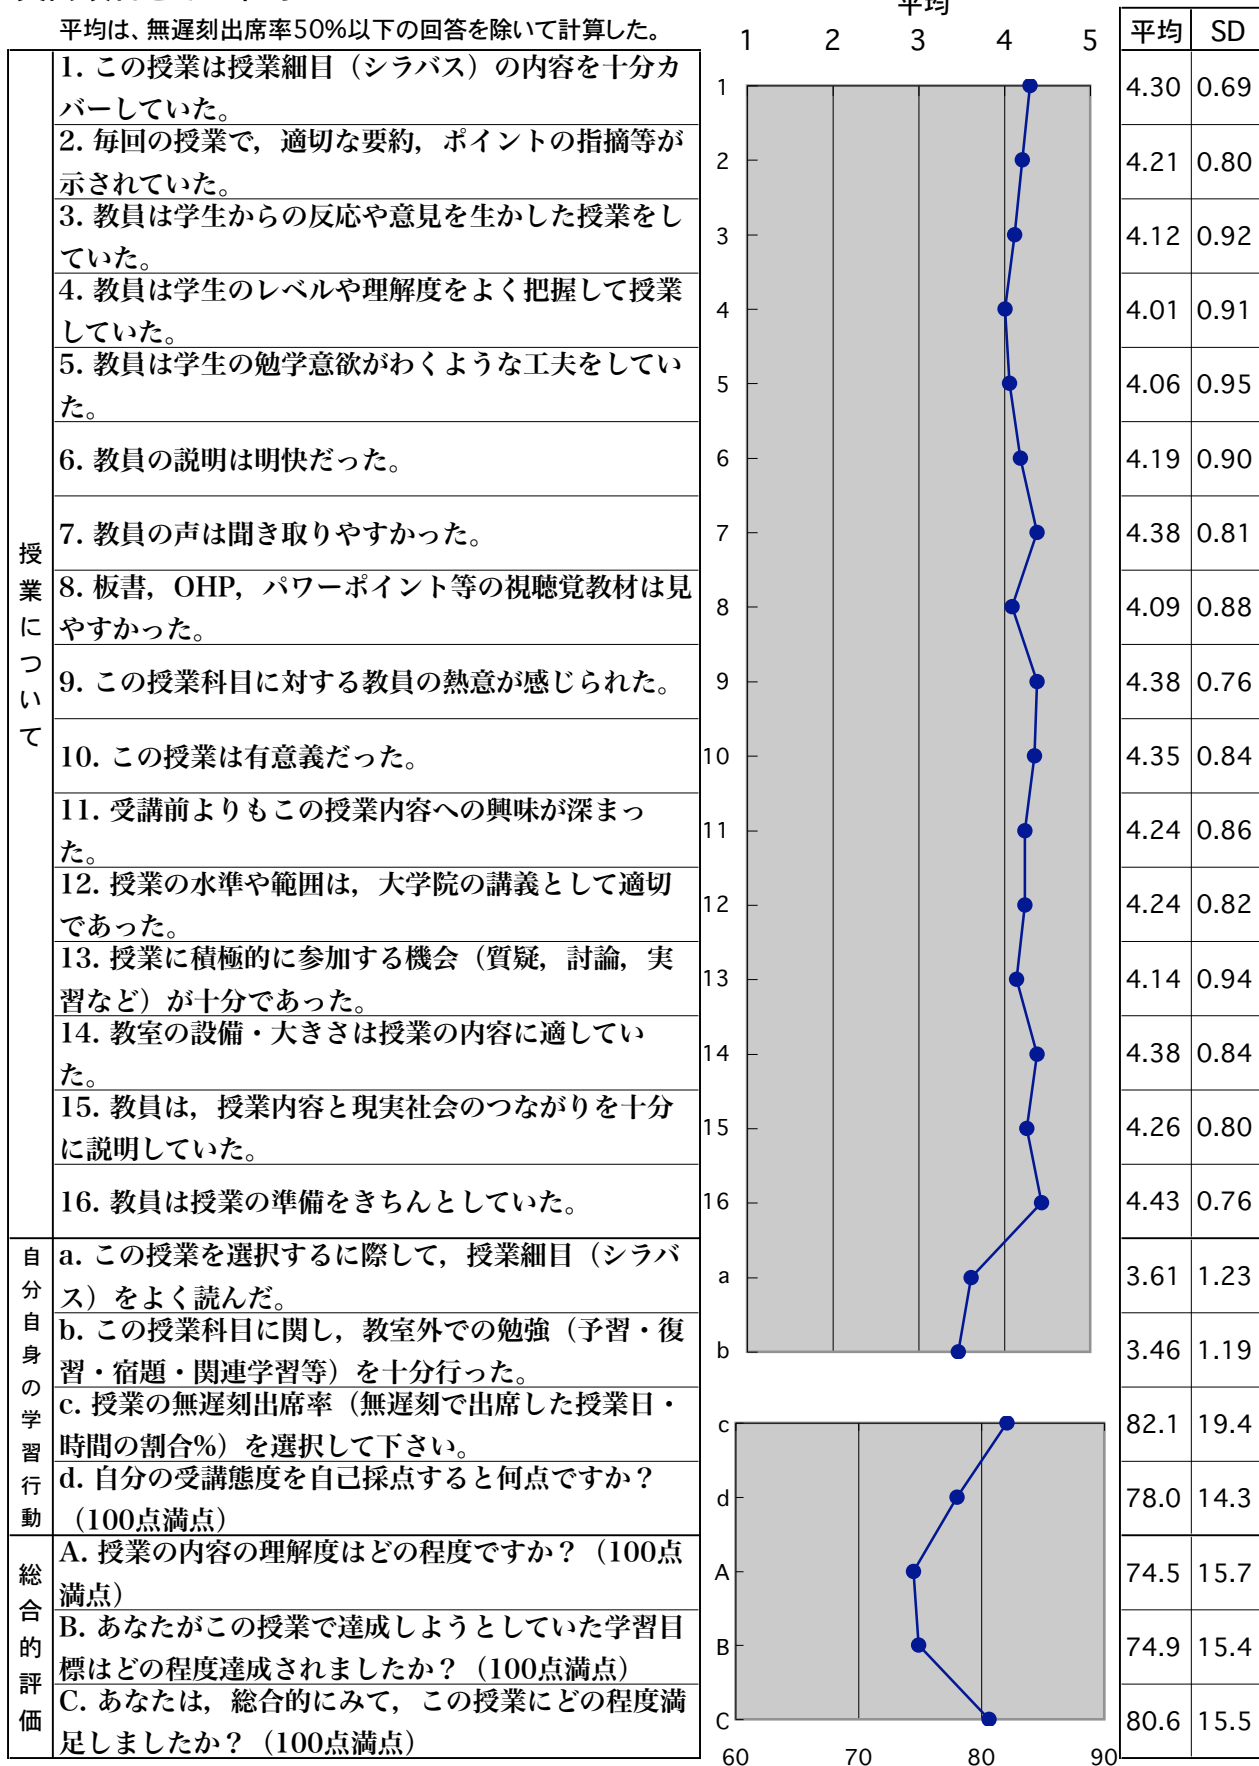 平均は、無遅刻出席率50%以下の回答を除いて計算した。
平均
1 2 3 4 5
平均 SD
授業について
1. この授業は授業細目（シラバス）の内容を十分カ
バーしていた。
1
4.30 0.69
2. 毎回の授業で，適切な要約，ポイントの指摘等が
示されていた。
2
4.21 0.80
3. 教員は学生からの反応や意見を生かした授業をし
ていた。
3
4.12 0.92
4. 教員は学生のレベルや理解度をよく把握して授業
していた。
4
4.01 0.91
5. 教員は学生の勉学意欲がわくような工夫をしてい
た。
5
4.06 0.95
6. 教員の説明は明快だった。
6
4.19 0.90
7. 教員の声は聞き取りやすかった。
7
4.38 0.81
8. 板書，OHP，パワーポイント等の視聴覚教材は見
やすかった。
8
4.09 0.88
9. この授業科目に対する教員の熱意が感じられた。
9
4.38 0.76
10. この授業は有意義だった。
10
4.35 0.84
11. 受講前よりもこの授業内容への興味が深まっ
た。
11
4.24 0.86
12. 授業の水準や範囲は，大学院の講義として適切
であった。
12
4.24 0.82
13. 授業に積極的に参加する機会（質疑，討論，実
習など）が十分であった。
13
4.14 0.94
14. 教室の設備・大きさは授業の内容に適してい
た。
14
4.38 0.84
15. 教員は，授業内容と現実社会のつながりを十分
に説明していた。
15
4.26 0.80
16. 教員は授業の準備をきちんとしていた。
16
4.43 0.76
自分自身の学習行動
a. この授業を選択するに際して，授業細目（シラバ
ス）をよく読んだ。
a
3.61 1.23
b. この授業科目に関し，教室外での勉強（予習・復
習・宿題・関連学習等）を十分行った。
b
3.46 1.19
c. 授業の無遅刻出席率（無遅刻で出席した授業日・
時間の割合%）を選択して下さい。
c
82.1 19.4
d. 自分の受講態度を自己採点すると何点ですか？
（100点満点）
d
78.0 14.3
総合的評価
A. 授業の内容の理解度はどの程度ですか？（100点
満点）
A
74.5 15.7
B. あなたがこの授業で達成しようとしていた学習目
標はどの程度達成されましたか？（100点満点）
B
74.9 15.4
C. あなたは，総合的にみて，この授業にどの程度満
足しましたか？（100点満点）
C
80.6 15.5
60 70 80 90